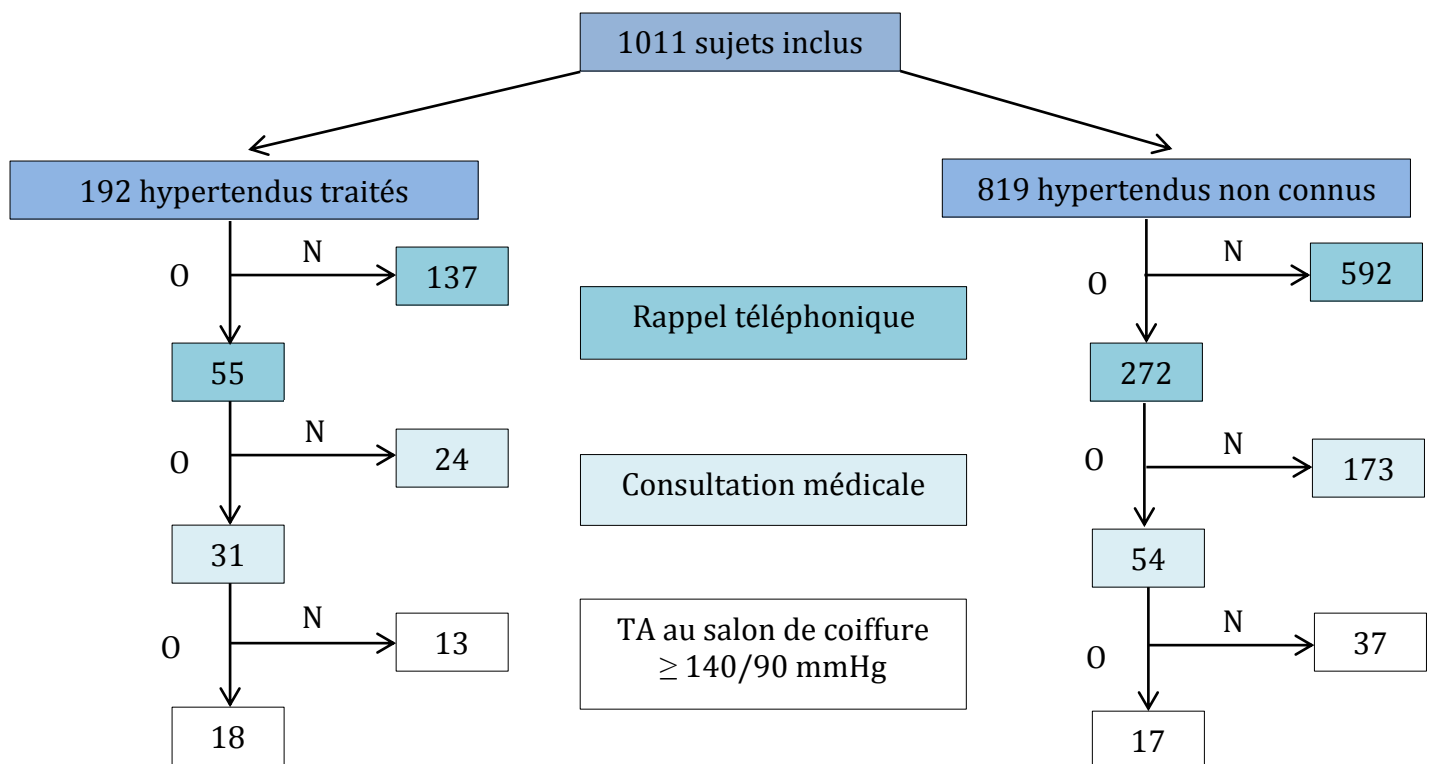 1011 sujets inclus
192 hypertendus traités
819 hypertendus non connus
N
137
N
592
O
O
Rappel téléphonique
55
272
N
24
N
173
O
O
Consultation médicale
31
54
N
13
N
37
O
O
TA au salon de coiffure
≥ 140/90 mmHg
18
17